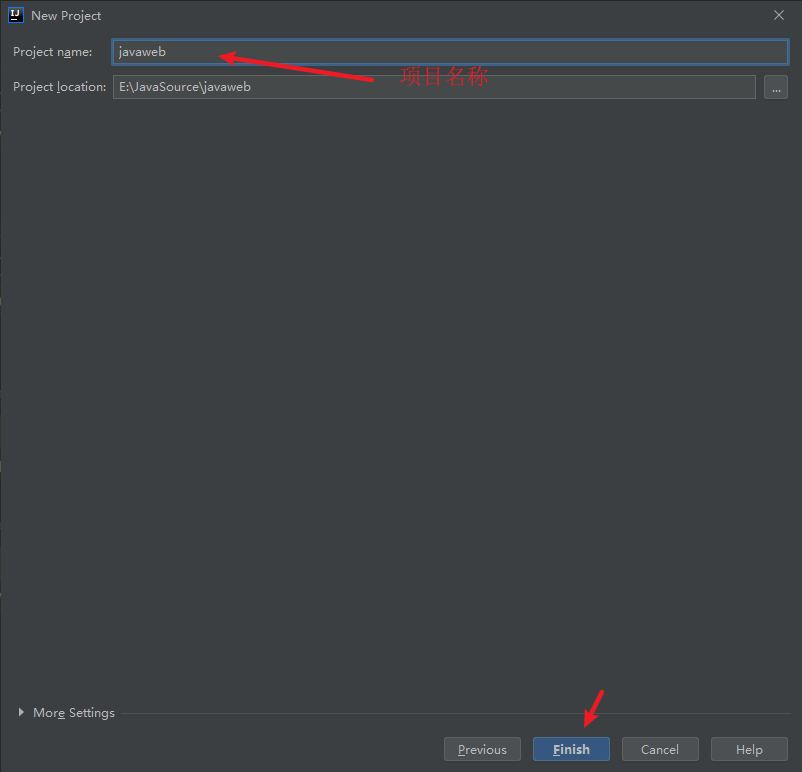 New Project
Project name: javaweb
项目名称
Project location: E:\JavaSource\javaweb ...
More Settings
Previous Finish Cancel Help